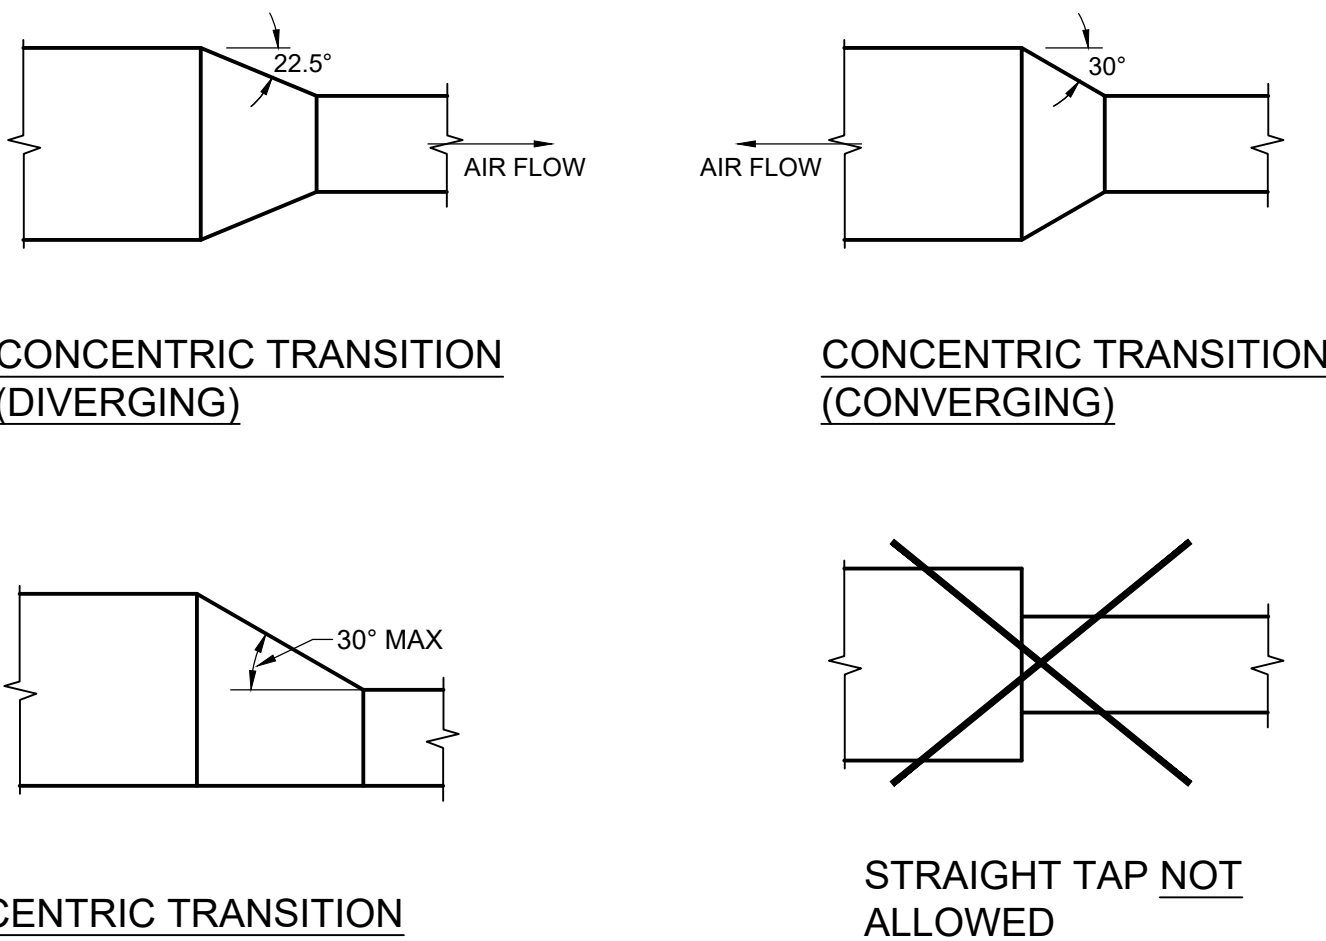 22.5°
AIR FLOW
30°
AIR FLOW
CONCENTRIC TRANSITION
(DIVERGING)
CONCENTRIC TRANSITION
(CONVERGING)
30° MAX
CENTRIC TRANSITION
STRAIGHT TAP NOT
ALLOWED